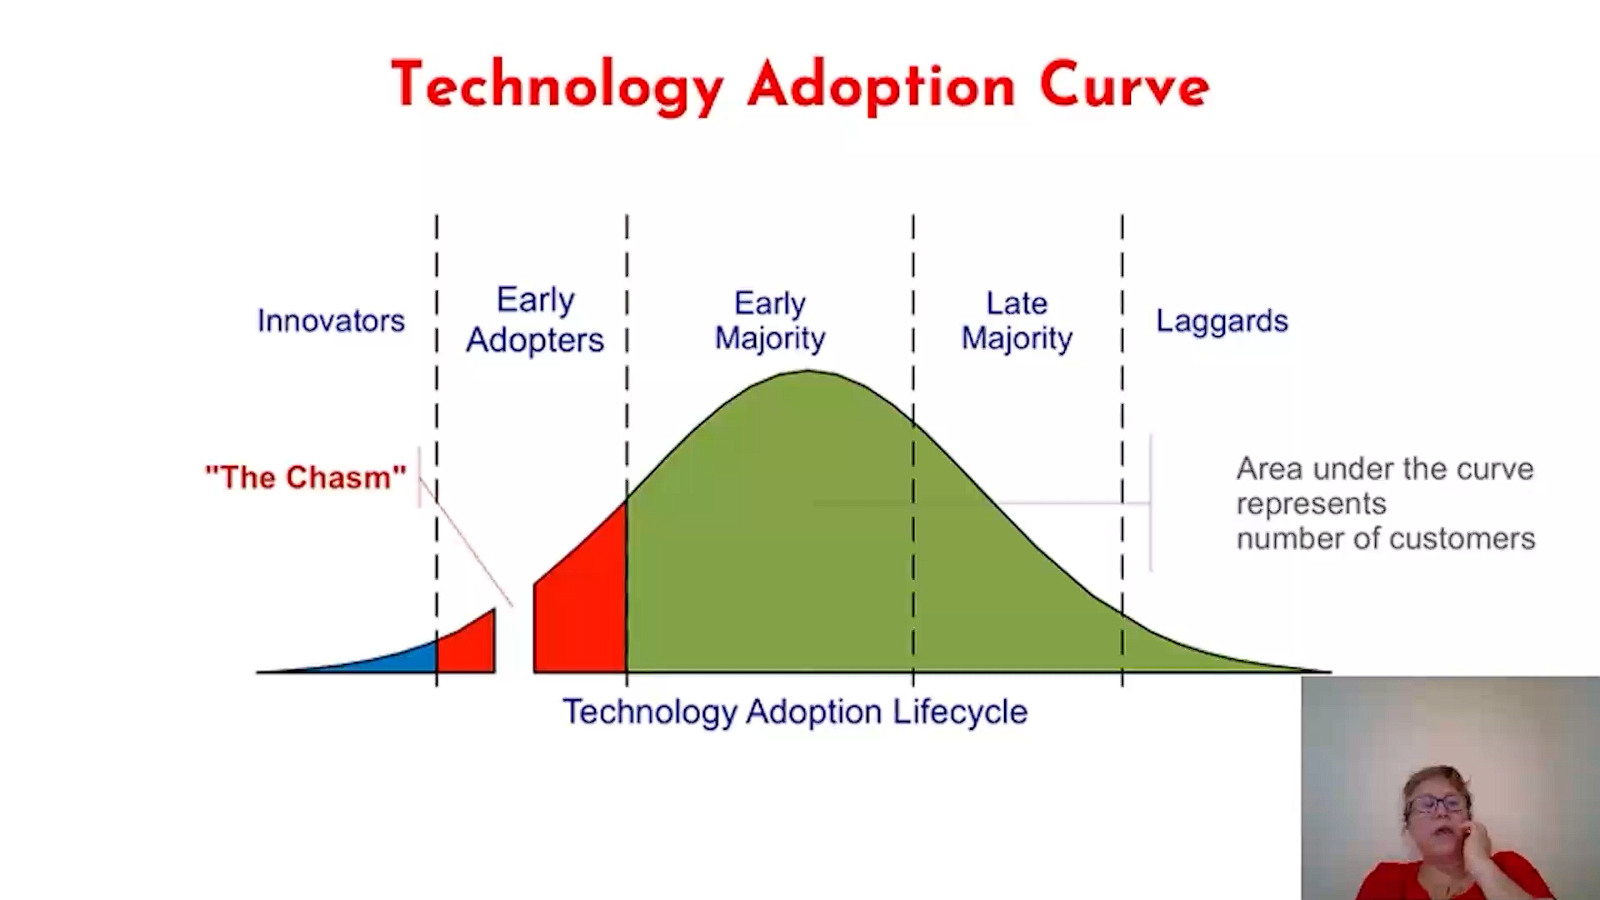 Technology Adoption Curve
Innovators
Early
Adopters
Early
Majority
Late
Majority
Laggards
"The Chasm"
Area under the curve
represents
number of customers
Technology Adoption Lifecycle